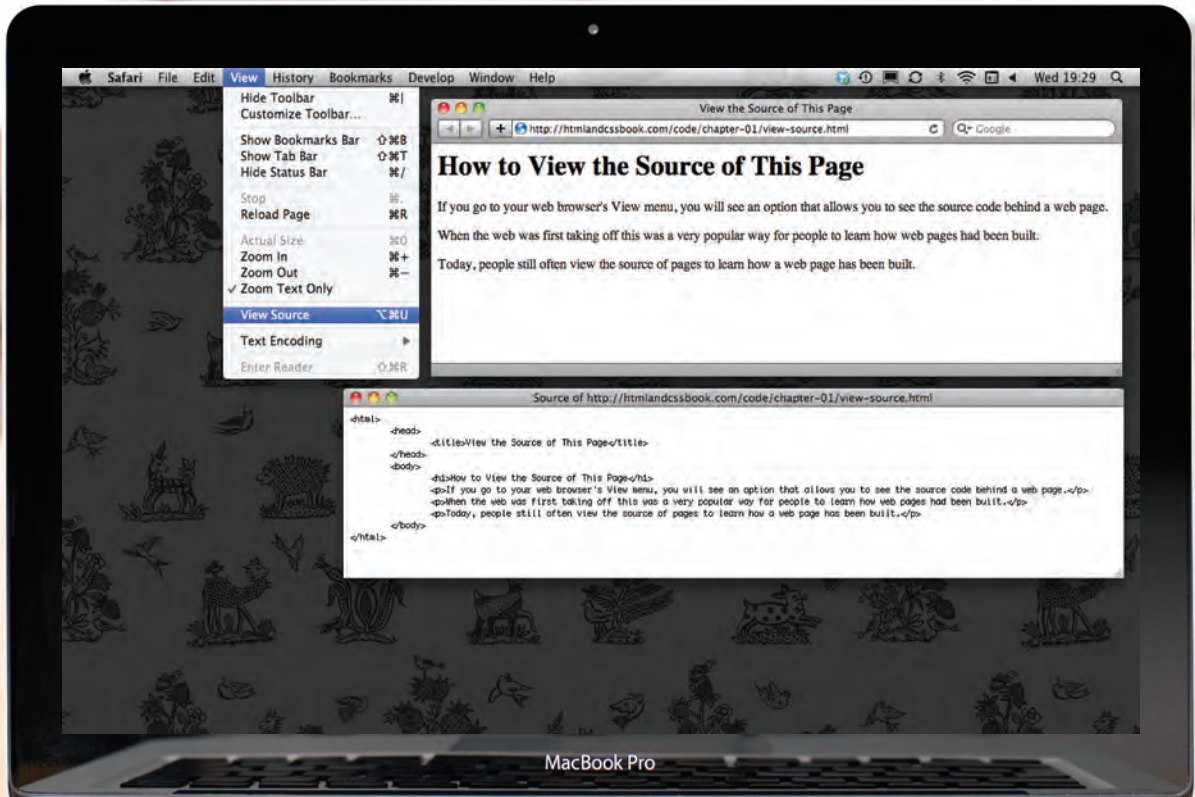 Safari File Edit View History Bookmarks Develop Window Help Wed 19:29
Hide Toolbar ⌘|
Customize Toolbar...
Show Bookmarks Bar ⇧⌘B
Show Tab Bar ⇧⌘T
Hide Status Bar ⌘/
Stop ⌘.
Reload Page ⌘R
Actual Size ⌘0
Zoom In ⌘+
Zoom Out ⌘−
✓ Zoom Text Only
View Source ⌥⌘U
Text Encoding ▶
Enter Reader ⇧⌘R
View the Source of This Page
http://htmlandcssbook.com/code/chapter-01/view-source.html Google
How to View the Source of This Page
If you go to your web browser's View menu, you will see an option that allows you to see the source code behind a web page.
When the web was first taking off this was a very popular way for people to learn how web pages had been built.
Today, people still often view the source of pages to learn how a web page has been built.
Source of http://htmlandcssbook.com/code/chapter-01/view-source.html
<html>
<head>
<title>View the Source of This Page</title>
</head>
<body>
<h1>How to View the Source of This Page</h1>
<p>If you go to your web browser's View menu, you will see an option that allows you to see the source code behind a web page.</p>
<p>When the web was first taking off this was a very popular way for people to learn how web pages had been built.</p>
<p>Today, people still often view the source of pages to learn how a web page has been built.</p>
</body>
</html>
MacBook Pro